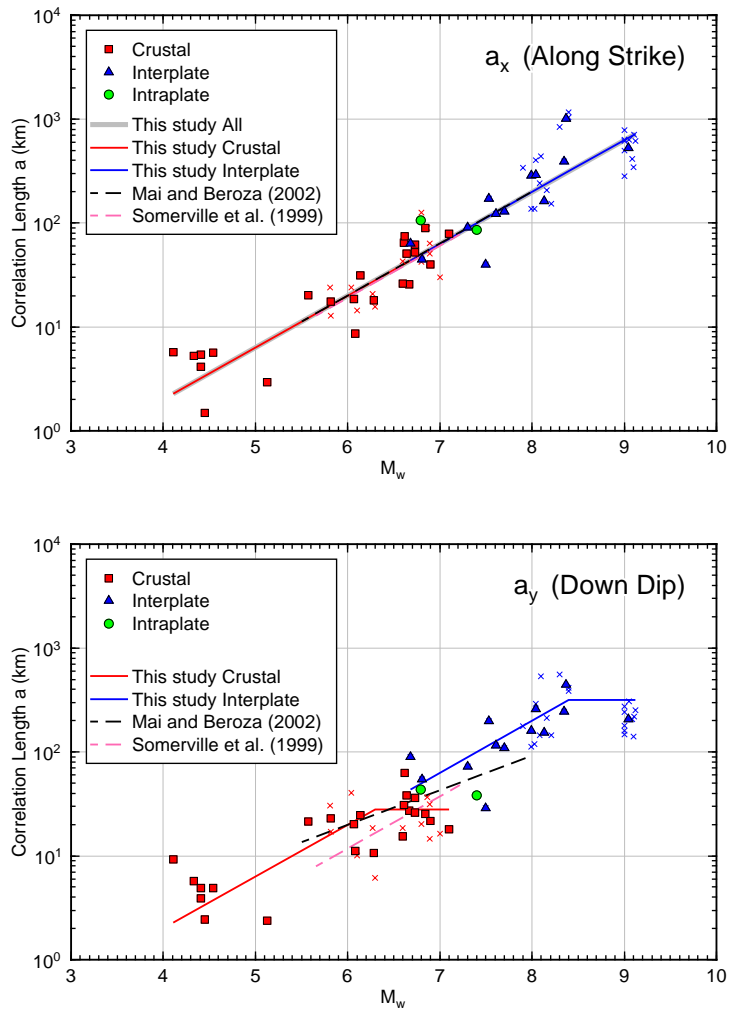 a_x (Along Strike)
Crustal
Interplate
Intraplate
This study All
This study Crustal
This study Interplate
Mai and Beroza (2002)
Somerville et al. (1999)
Correlation Length a (km)
10^4
10^3
10^2
10^1
10^0
3 4 5 6 7 8 9 10
M_w
a_y (Down Dip)
Crustal
Interplate
Intraplate
This study Crustal
This study Interplate
Mai and Beroza (2002)
Somerville et al. (1999)
Correlation Length a (km)
10^4
10^3
10^2
10^1
10^0
3 4 5 6 7 8 9 10
M_w